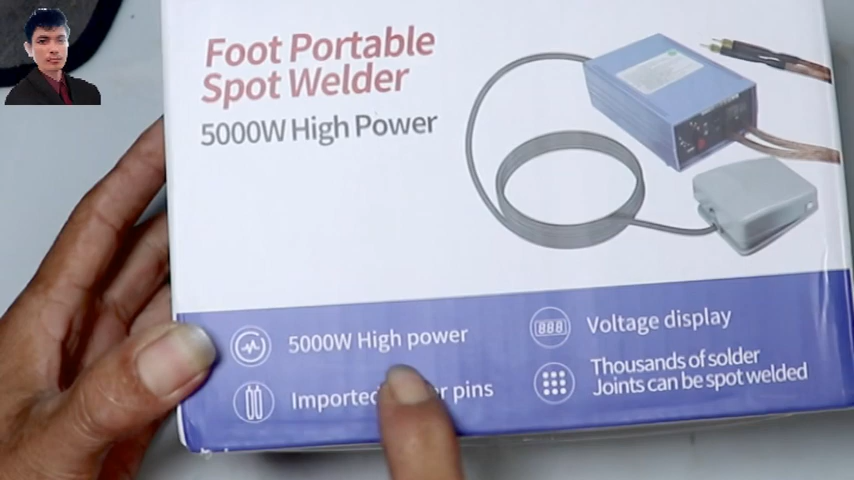 Foot Portable
Spot Welder
5000W High Power
5000W High power
Voltage display
Imported pins
Thousands of solder
Joints can be spot welded
888